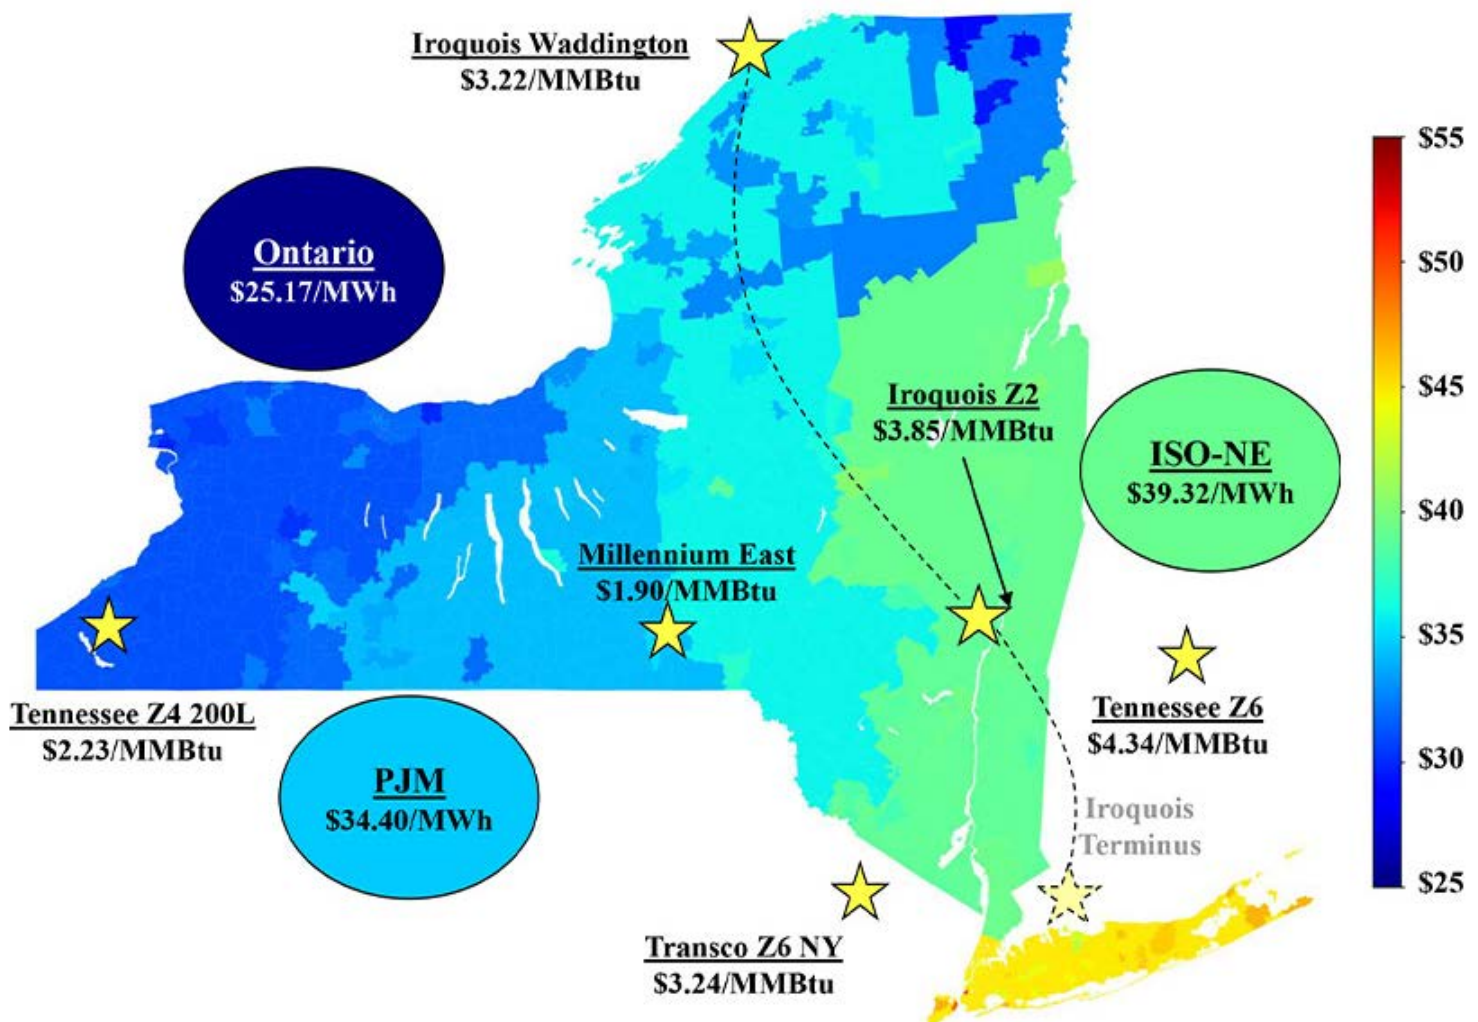 Iroquois Waddington
$3.22/MMBtu
Ontario
$25.17/MWh
Iroquois Z2
$3.85/MMBtu
ISO-NE
$39.32/MWh
Millennium East
$1.90/MMBtu
Tennessee Z4 200L
$2.23/MMBtu
Tennessee Z6
$4.34/MMBtu
PJM
$34.40/MWh
Iroquois
Terminus
Transco Z6 NY
$3.24/MMBtu
$55
$50
$45
$40
$35
$30
$25